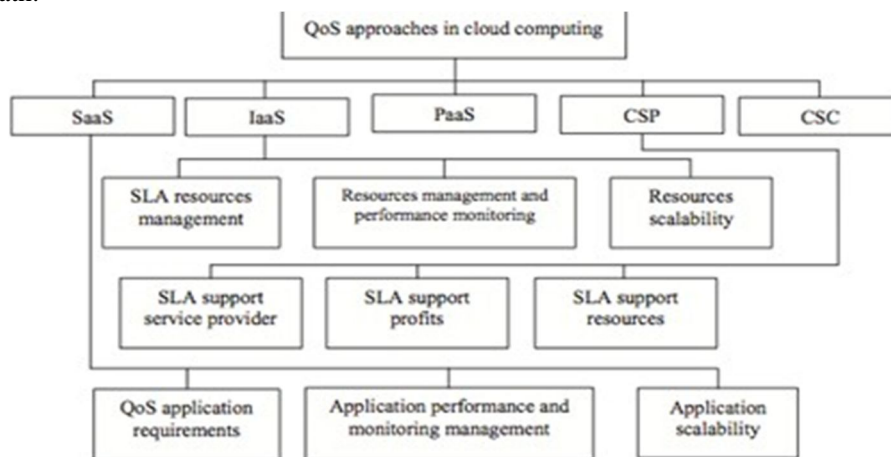 QoS approaches in cloud computing
SaaS
IaaS
PaaS
CSP
CSC
SLA resources
management
Resources management and
performance monitoring
Resources
scalability
SLA support
service provider
SLA support
profits
SLA support
resources
QoS application
requirements
Application performance and
monitoring management
Application
scalability